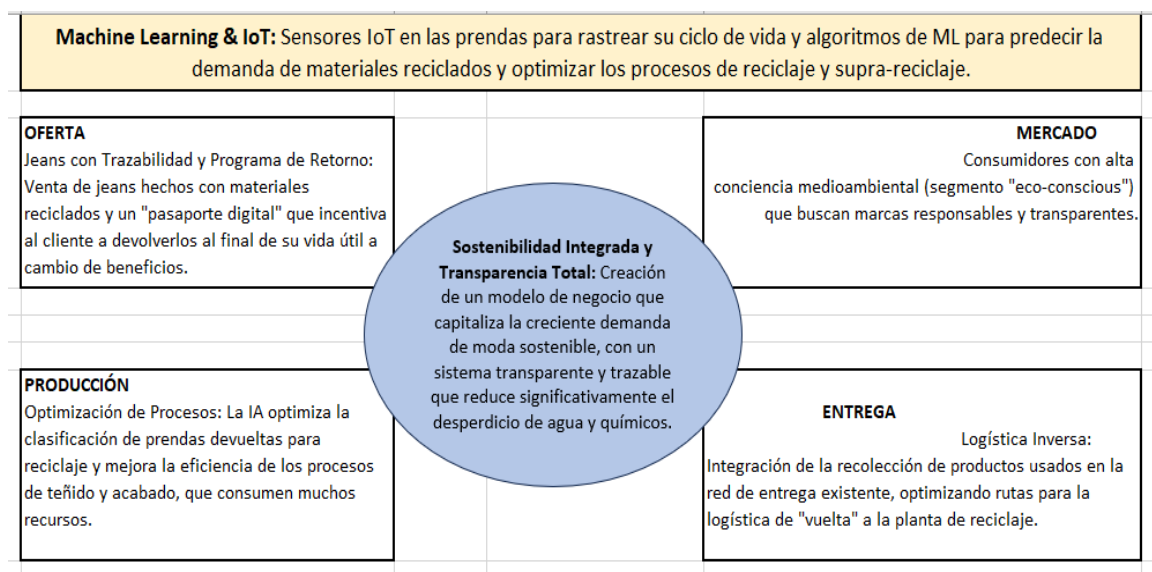 Machine Learning & IoT: Sensores IoT en las prendas para rastrear su ciclo de vida y algoritmos de ML para predecir la
demanda de materiales reciclados y optimizar los procesos de reciclaje y supra-reciclaje.
OFERTA
Jeans con Trazabilidad y Programa de Retorno:
Venta de jeans hechos con materiales
reciclados y un "pasaporte digital" que incentiva
al cliente a devolverlos al final de su vida útil a
cambio de beneficios.
MERCADO
Consumidores con alta
conciencia medioambiental (segmento "eco-conscious")
que buscan marcas responsables y transparentes.
Sostenibilidad Integrada y
Transparencia Total: Creación
de un modelo de negocio que
capitaliza la creciente demanda
de moda sostenible, con un
sistema transparente y trazable
que reduce significativamente el
desperdicio de agua y químicos.
PRODUCCIÓN
Optimización de Procesos: La IA optimiza la
clasificación de prendas devueltas para
reciclaje y mejora la eficiencia de los procesos
de teñido y acabado, que consumen muchos
recursos.
ENTREGA
Logística Inversa:
Integración de la recolección de productos usados en la
red de entrega existente, optimizando rutas para la
logística de "vuelta" a la planta de reciclaje.